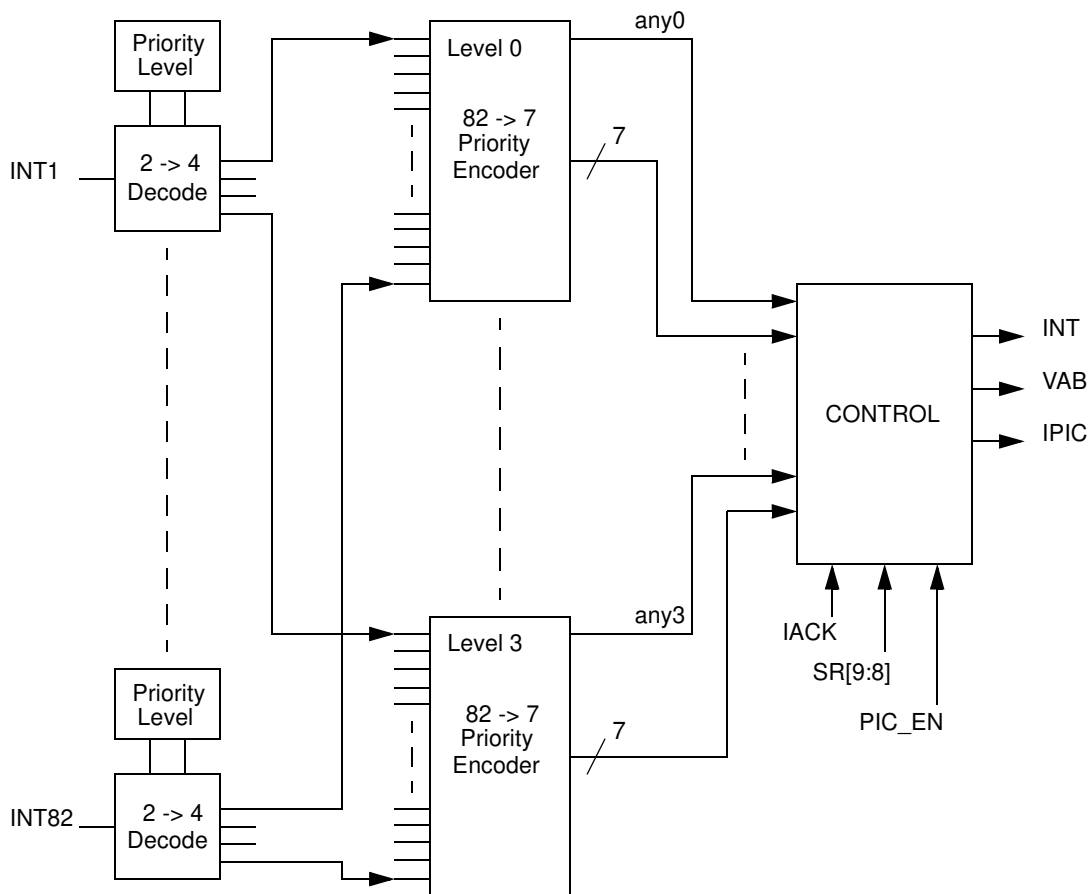 Priority
Level
2 -> 4
Decode
INT1
Level 0
82 -> 7
Priority
Encoder
any0
7
CONTROL
INT
VAB
IPIC
IACK
SR[9:8]
PIC_EN
Priority
Level
2 -> 4
Decode
INT82
Level 3
82 -> 7
Priority
Encoder
any3
7